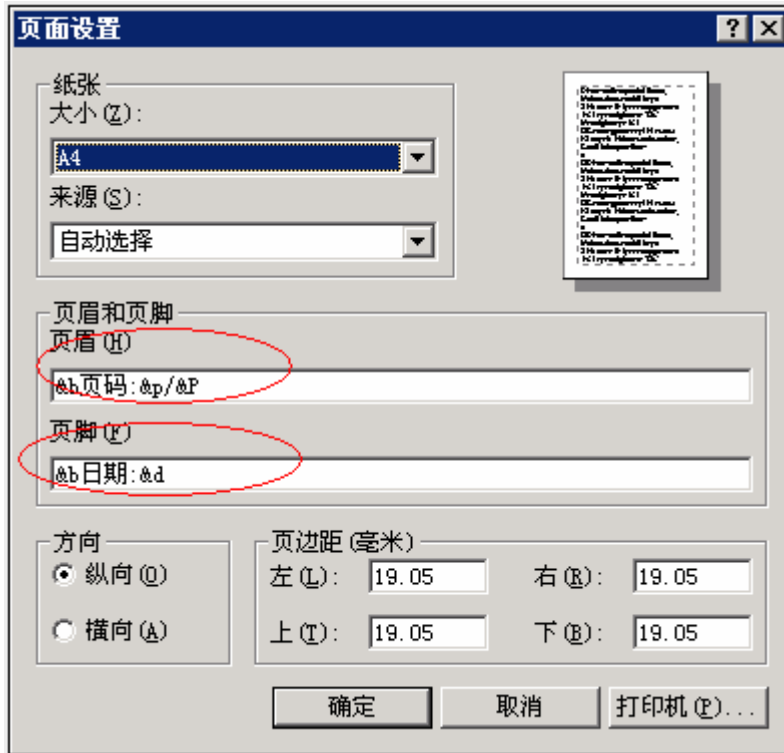 页面设置
纸张
大小(Z):
A4
来源(S):
自动选择
页眉和页脚
页眉(H)
&b页码:&p/&P
页脚(F)
&b日期:&d
方向
纵向(O)
横向(A)
页边距(毫米)
左(L): 19.05 右(R): 19.05
上(T): 19.05 下(B): 19.05
确定 取消 打印机(P)...